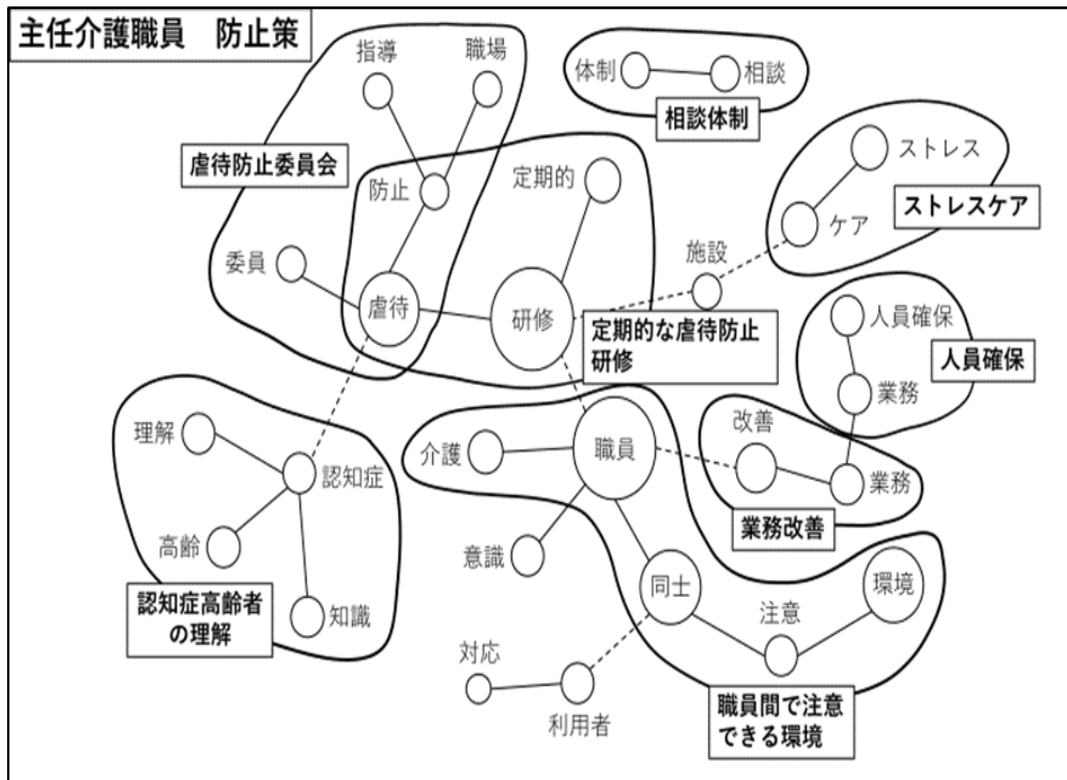 主任介護職員　防止策
指導
職場
体制
相談
相談体制
虐待防止委員会
防止
定期的
ストレス
ケア
ストレスケア
委員
虐待
研修
施設
定期的な虐待防止
研修
人員確保
業務
人員確保
理解
認知症
高齢
知識
認知症高齢者
の理解
介護
職員
改善
業務
業務改善
意識
同士
環境
注意
対応
利用者
職員間で注意
できる環境